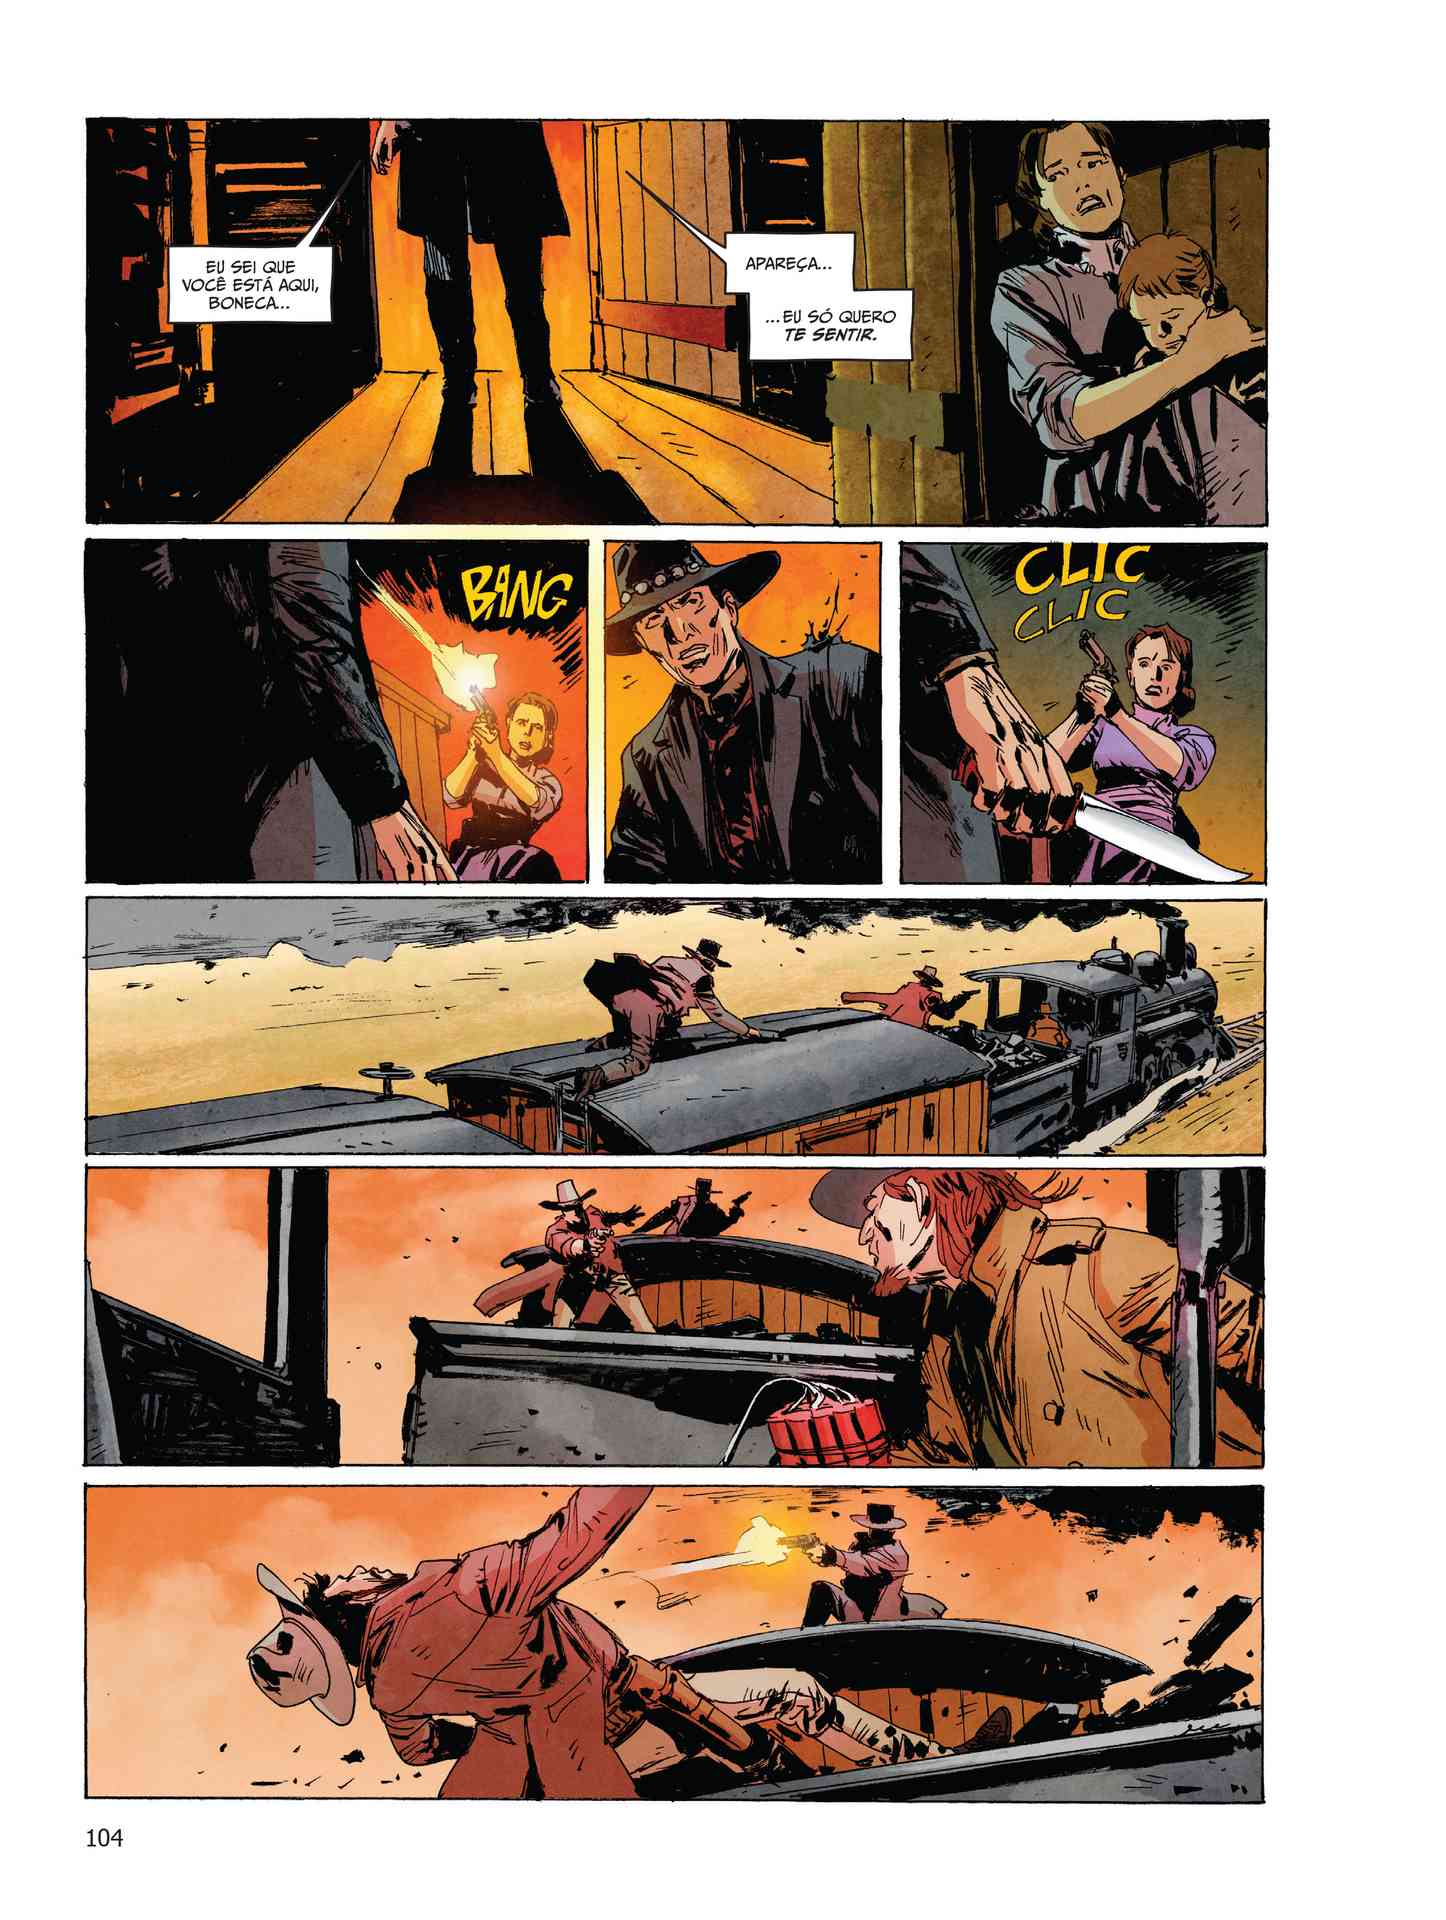 EU SEI QUE
VOCÊ ESTÁ AQUI,
BONECA...
APAREÇA...
...EU SÓ QUERO
TE SENTIR.
BANG
CLIC
CLIC
104